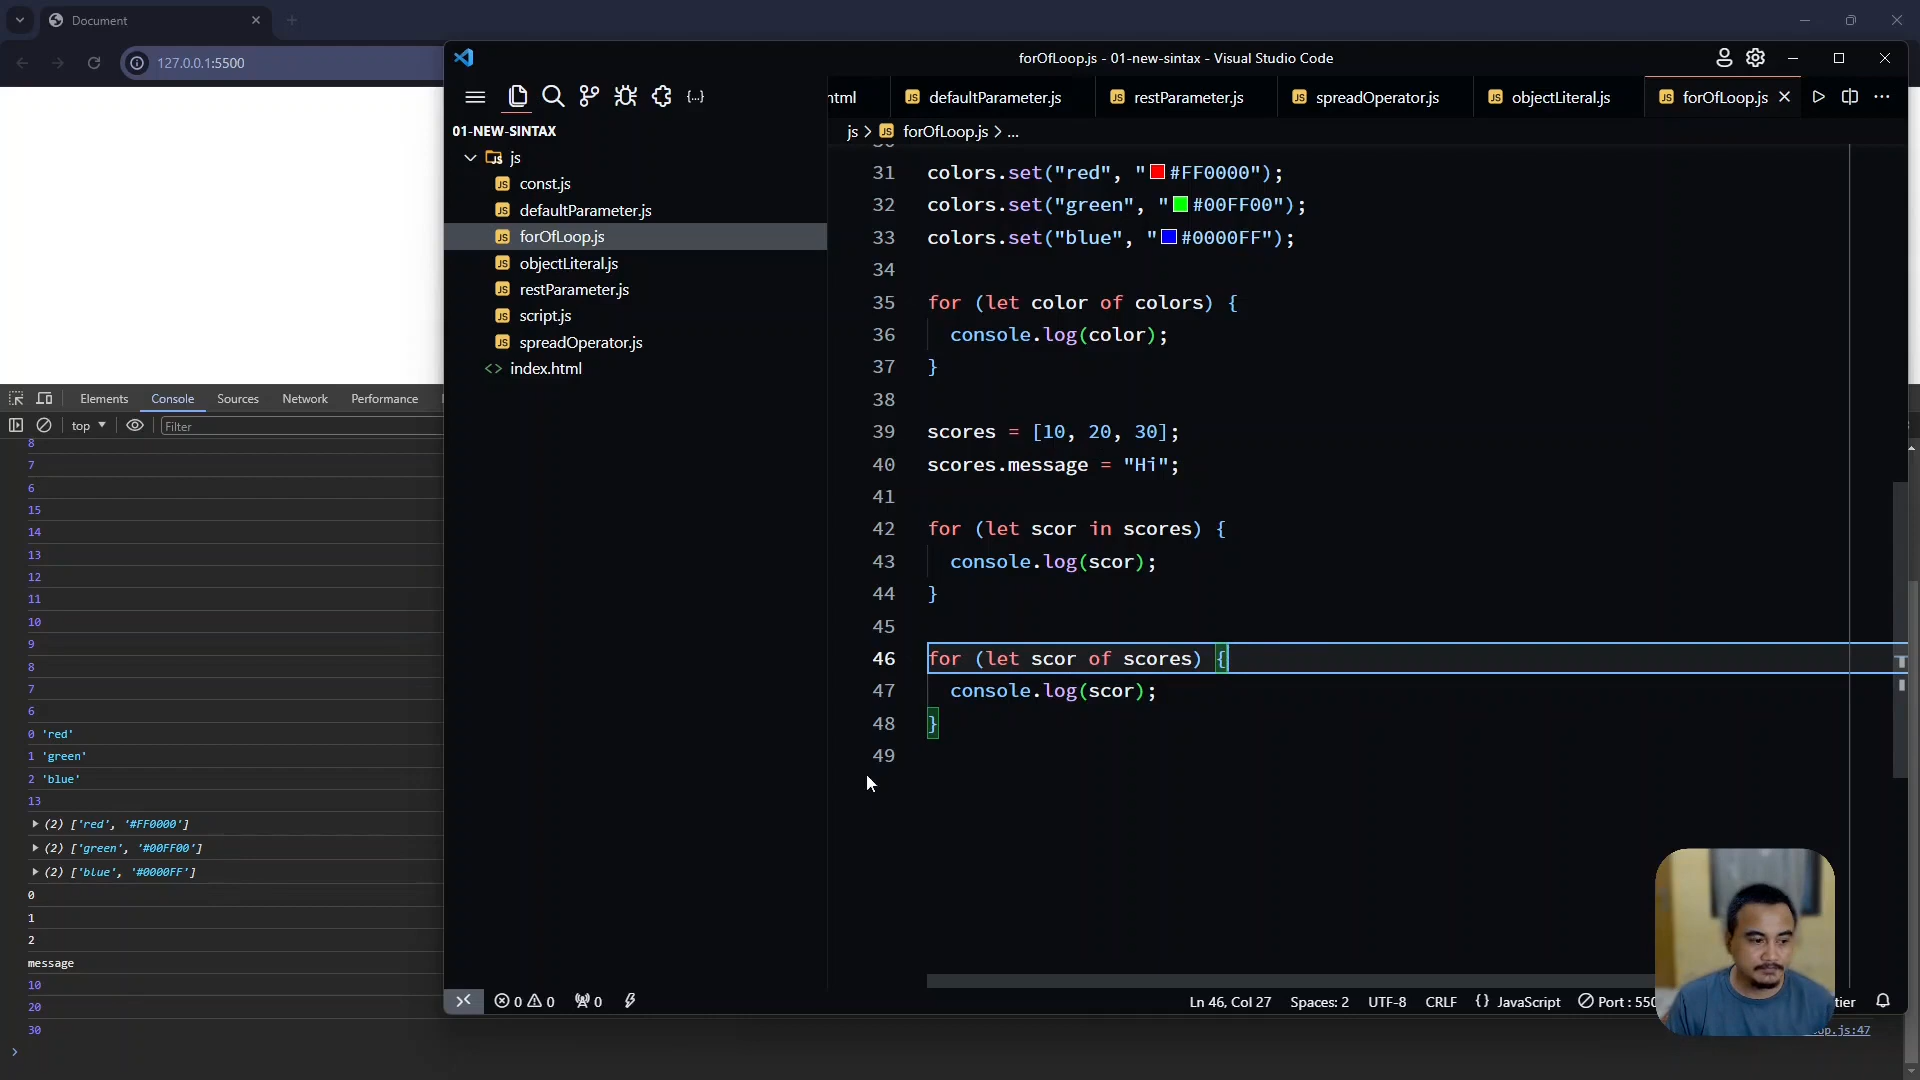 Document
127.0.0.1:5500
forOfLoop.js - 01-new-sintax - Visual Studio Code
{...}
defaultParameter.js
restParameter.js
spreadOperator.js
objectLiteral.js
forOfLoop.js
01-NEW-SINTAX
js > JS forOfLoop.js > ...
js
const.js
defaultParameter.js
forOfLoop.js
objectLiteral.js
restParameter.js
script.js
spreadOperator.js
<> index.html
31 colors.set("red", "#FF0000");
32 colors.set("green", "#00FF00");
33 colors.set("blue", "#0000FF");
34
35 for (let color of colors) {
36 console.log(color);
37 }
38
39 scores = [10, 20, 30];
40 scores.message = "Hi";
41
42 for (let scor in scores) {
43 console.log(scor);
44 }
45
46 for (let scor of scores) {
47 console.log(scor);
48 }
49
Elements Console Sources Network Performance
top Filter
8
7
6
15
14
13
12
11
10
9
8
7
6
0 'red'
1 'green'
2 'blue'
13
(2) ['red', '#FF0000']
(2) ['green', '#00FF00']
(2) ['blue', '#0000FF']
0
1
2
message
10
20
30
0 0 0
Ln 46, Col 27 Spaces: 2 UTF-8 CRLF {} JavaScript Port : 550
op.js:47